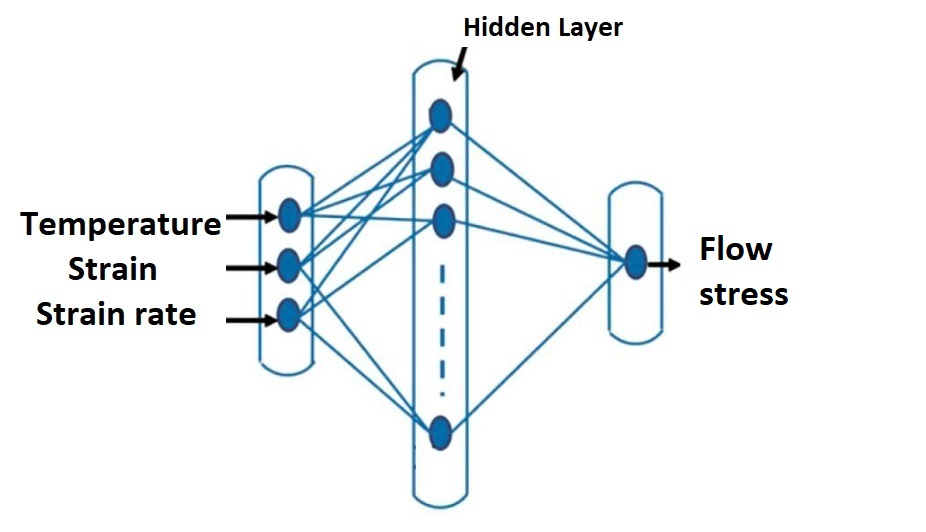 Hidden Layer
Temperature
Strain
Strain rate
Flow
stress